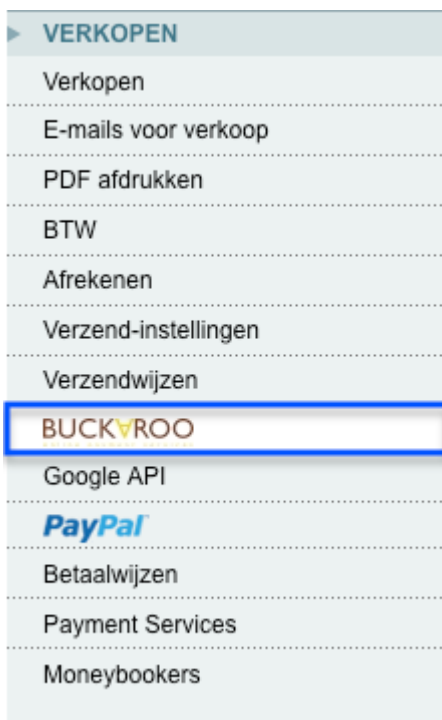 VERKOPEN
Verkopen
E-mails voor verkoop
PDF afdrukken
BTW
Afrekenen
Verzend-instellingen
Verzendwijzen
BUCKAROO
Google API
PayPal
Betaalwijzen
Payment Services
Moneybookers